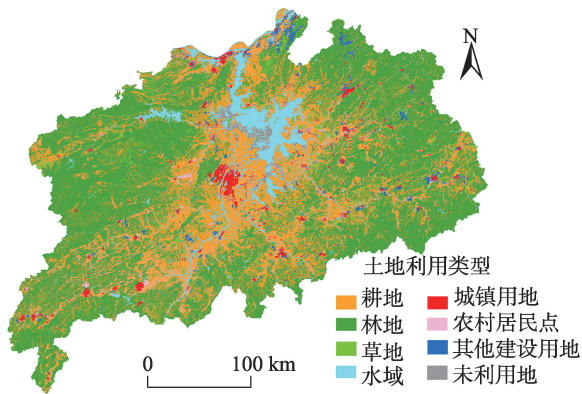 N
土地利用类型
耕地 城镇用地
林地 农村居民点
草地 其他建设用地
水域 未利用地
0 100 km